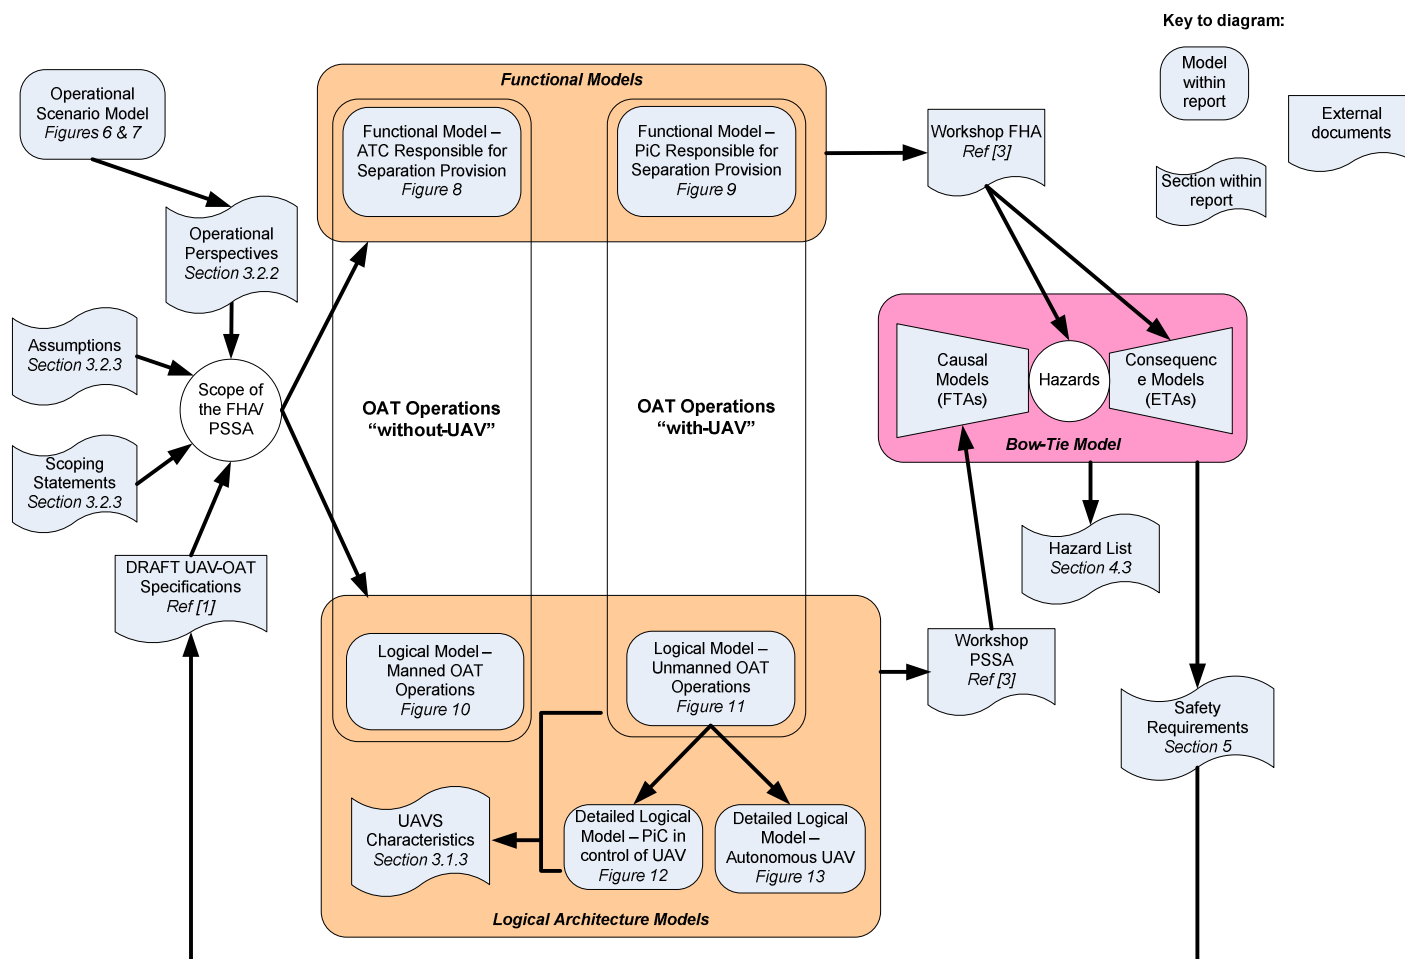 Key to diagram:
Model
within
report
External
documents
Section within
report
Operational
Scenario Model
Figures 6 & 7
Operational
Perspectives
Section 3.2.2
Assumptions
Section 3.2.3
Scope of
the FHA/
PSSA
Scoping
Statements
Section 3.2.3
DRAFT UAV-OAT
Specifications
Ref [1]
Functional Models
Functional Model –
ATC Responsible for
Separation Provision
Figure 8
Functional Model –
PiC Responsible for
Separation Provision
Figure 9
OAT Operations
“without-UAV”
OAT Operations
“with-UAV”
Logical Model –
Manned OAT
Operations
Figure 10
Logical Model –
Unmanned OAT
Operations
Figure 11
UAVS
Characteristics
Section 3.1.3
Detailed Logical
Model – PiC in
control of UAV
Figure 12
Detailed Logical
Model –
Autonomous UAV
Figure 13
Logical Architecture Models
Workshop FHA
Ref [3]
Causal
Models
(FTAs)
Hazards
Consequenc
e Models
(ETAs)
Bow-Tie Model
Hazard List
Section 4.3
Workshop
PSSA
Ref [3]
Safety
Requirements
Section 5